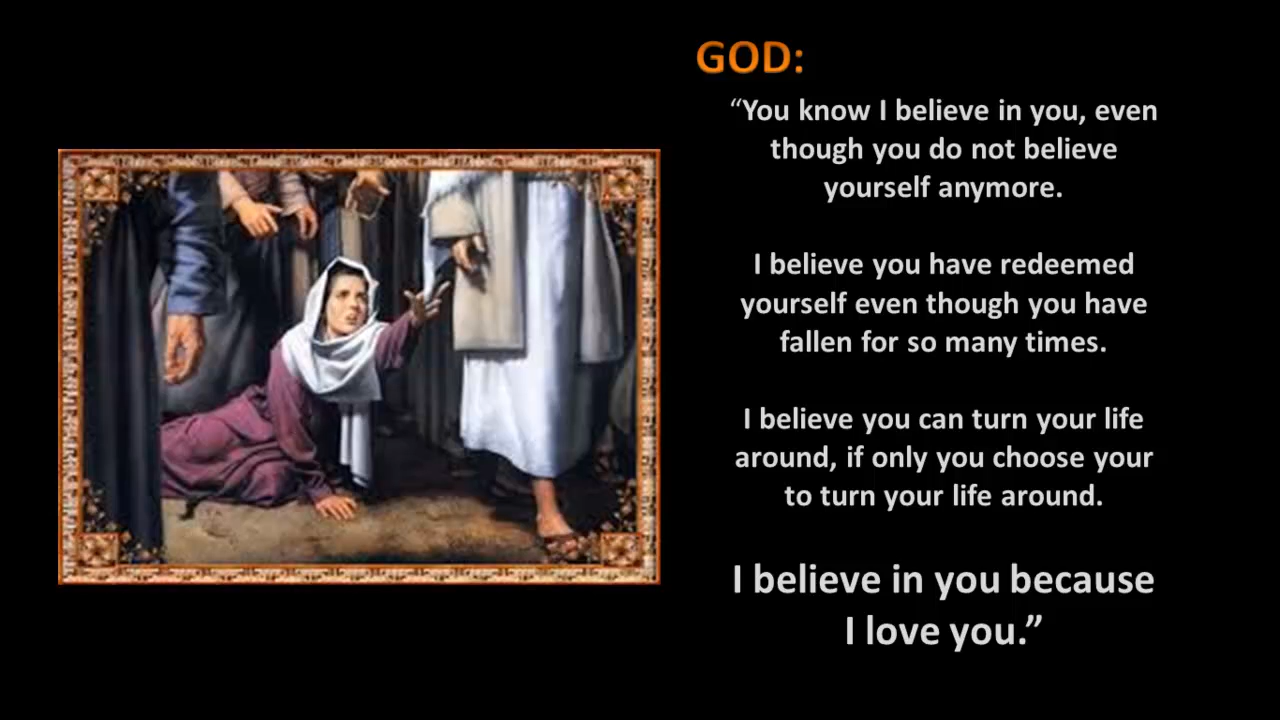 GOD:
“You know I believe in you, even
though you do not believe
yourself anymore.
I believe you have redeemed
yourself even though you have
fallen for so many times.
I believe you can turn your life
around, if only you choose your
to turn your life around.
I believe in you because
I love you.”